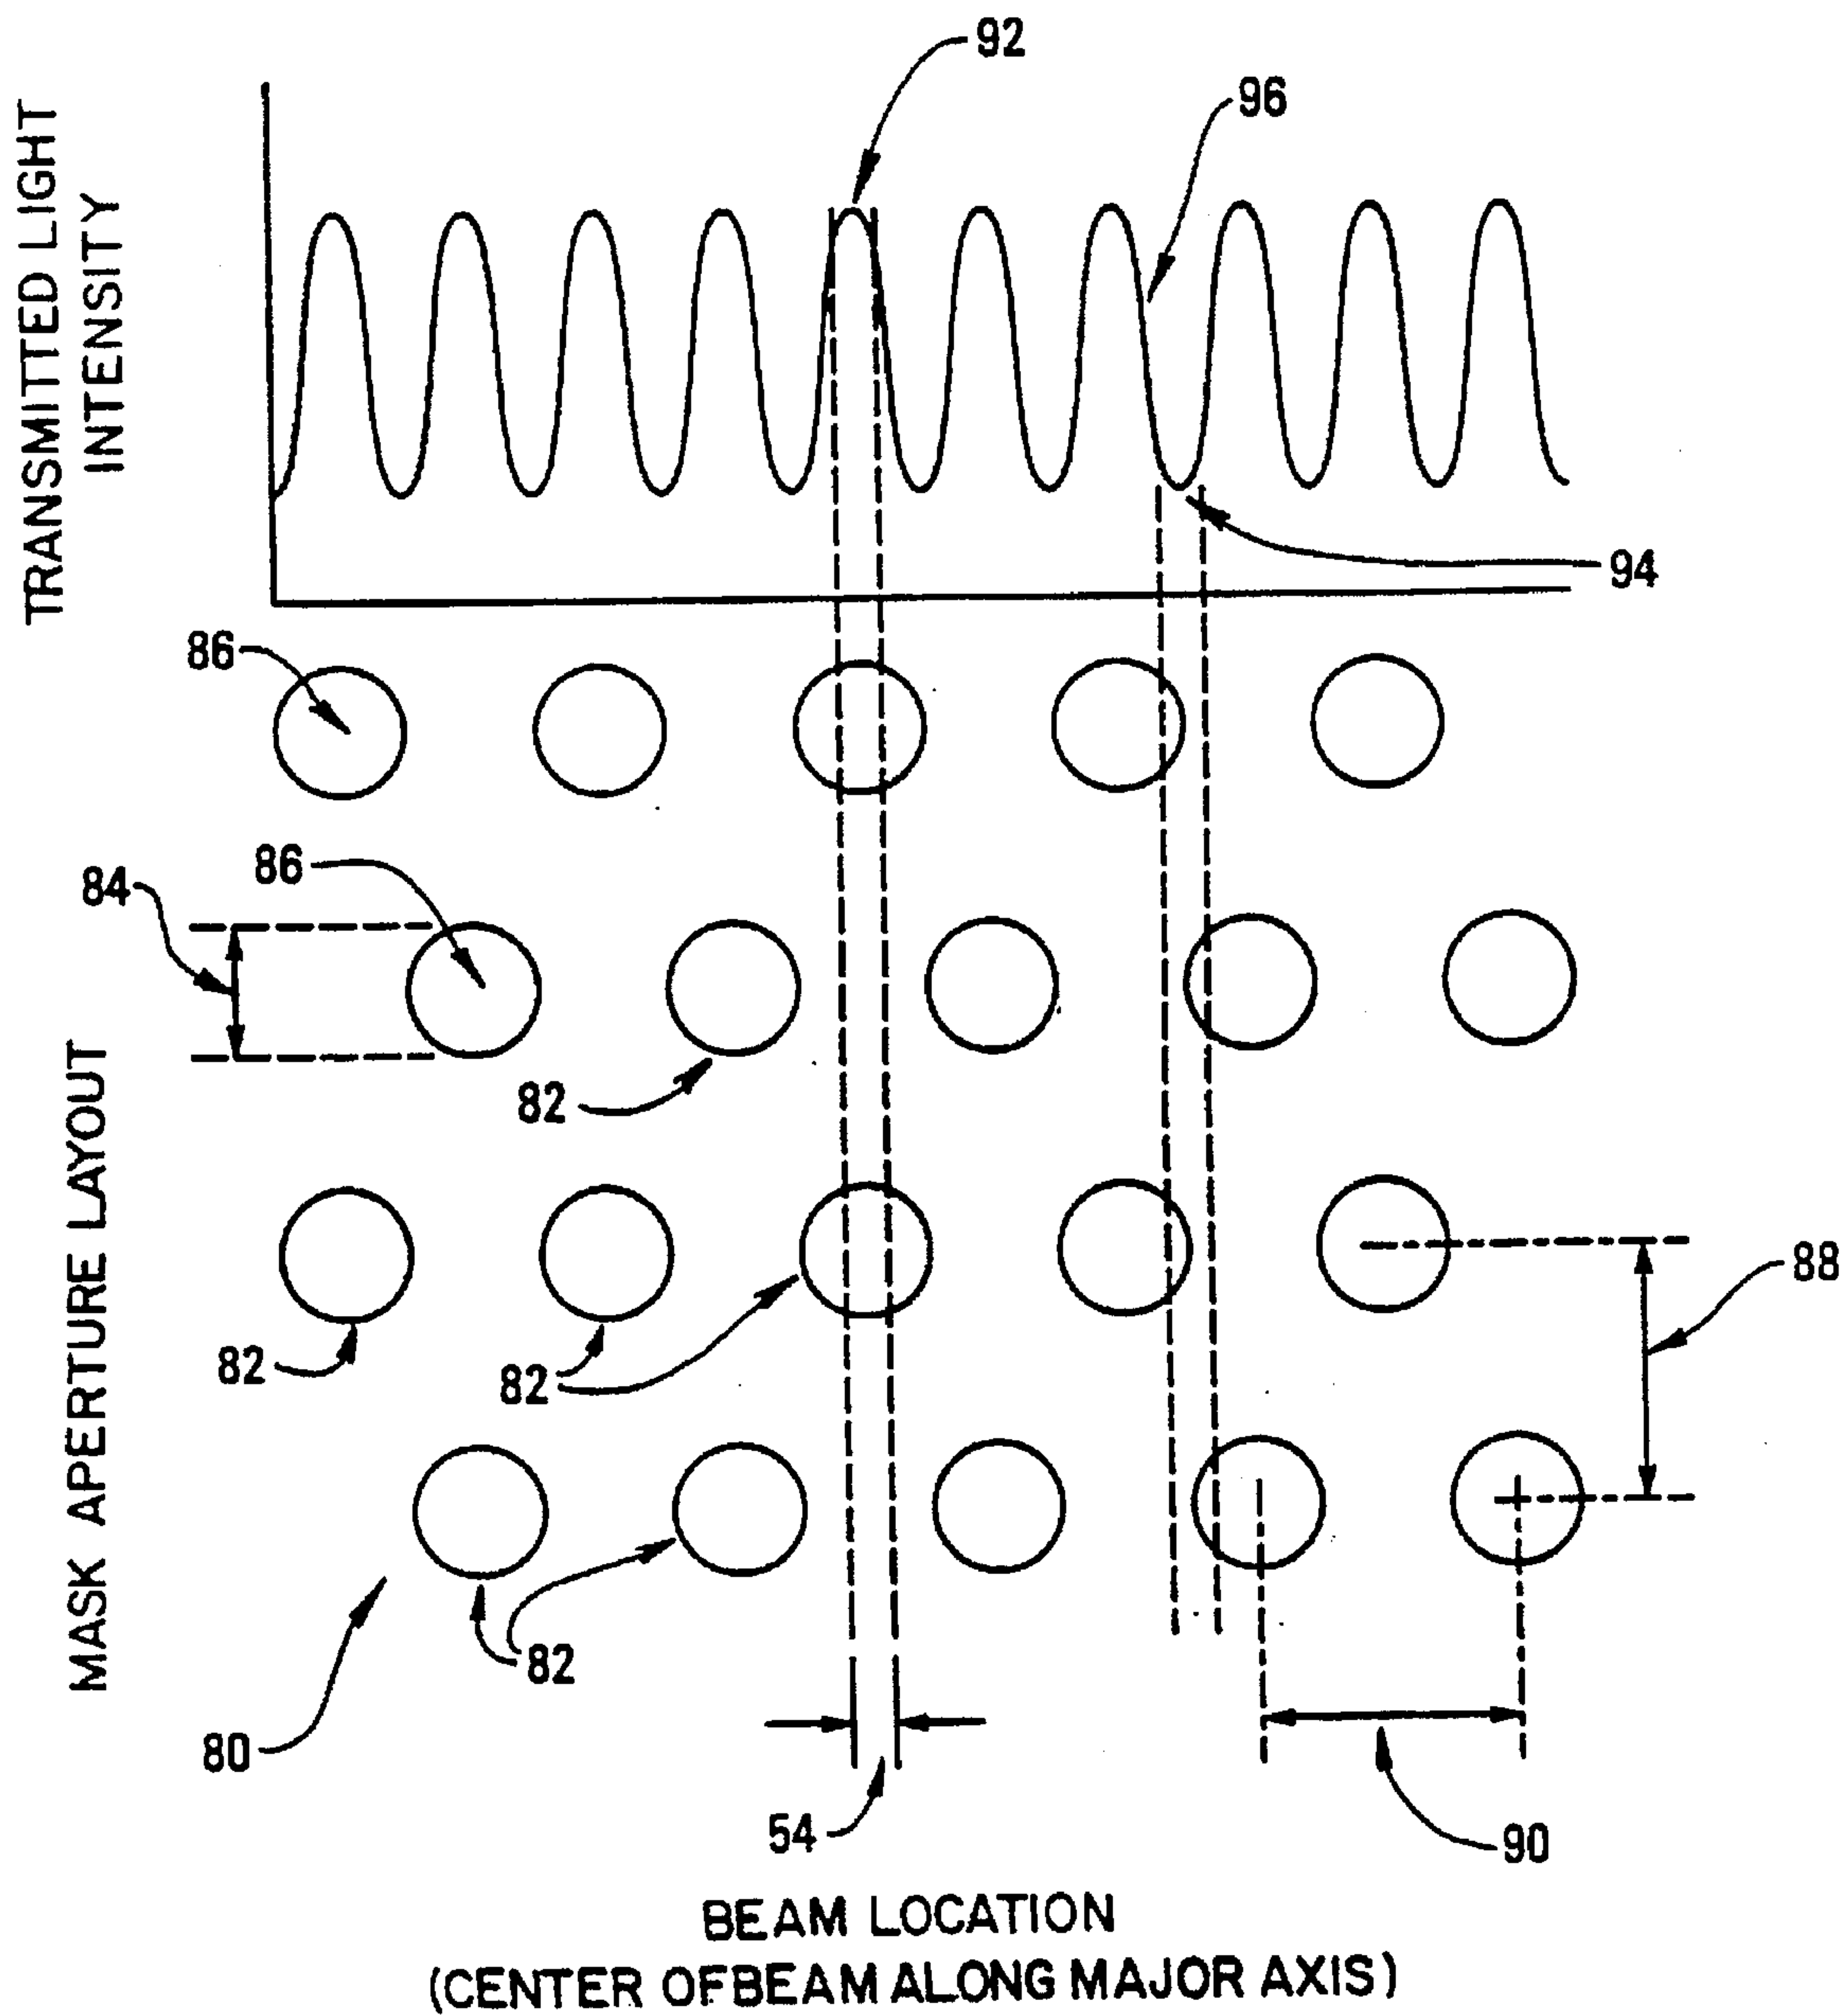 92
96
TRANSMITTED LIGHT
INTENSITY
94
86
86
84
82
MASK APERTURE LAYOUT
88
82
82
82
80
54
90
BEAM LOCATION
(CENTER OFBEAM ALONG MAJOR AXIS)